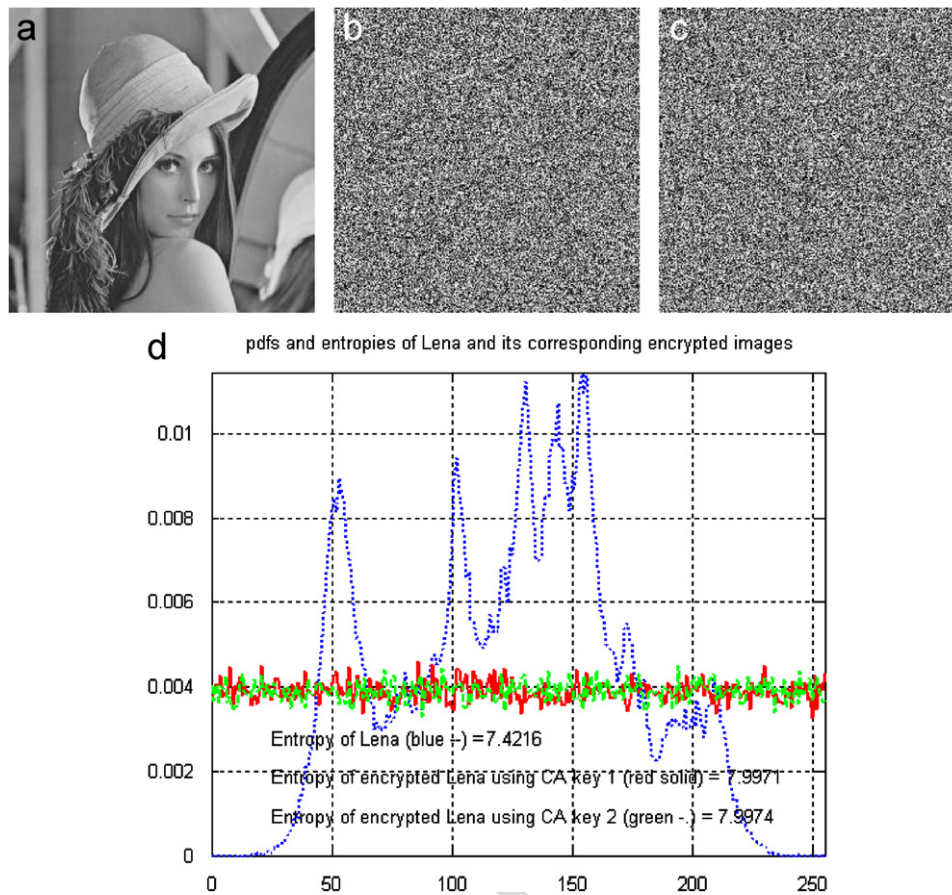 a
b
c
d
pdfs and entropies of Lena and its corresponding encrypted images
0.01
0.008
0.006
0.004
0.002
0
Entropy of Lena (blue --) =7.4216
Entropy of encrypted Lena using CA key 1 (red solid) = 7.9971
Entropy of encrypted Lena using CA key 2 (green -.) = 7.9974
0 50 100 150 200 250